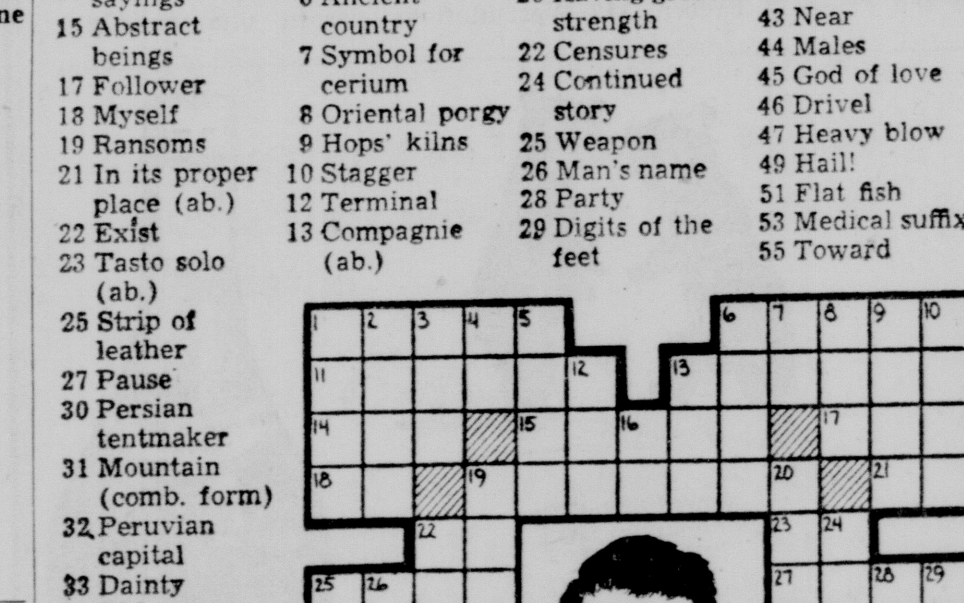 ne
sayings
15 Abstract
beings
17 Follower
18 Myself
19 Ransoms
21 In its proper
place (ab.)
22 Exist
23 Tasto solo
(ab.)
25 Strip of
leather
27 Pause
30 Persian
tentmaker
31 Mountain
(comb. form)
32 Peruvian
capital
33 Dainty
6 Ancient
country
7 Symbol for
cerium
8 Oriental porgy
9 Hops' kilns
10 Stagger
12 Terminal
13 Compagnie
(ab.)
strength
22 Censures
24 Continued
story
25 Weapon
26 Man's name
28 Party
29 Digits of the
feet
43 Near
44 Males
45 God of love
46 Drivel
47 Heavy blow
49 Hail!
51 Flat fish
53 Medical suffix
55 Toward
1 2 3 4 5 6 7 8 9 10
11 12 13
14 15 16 17
18 19 20 21
22 23 24
25 26 27 28 29